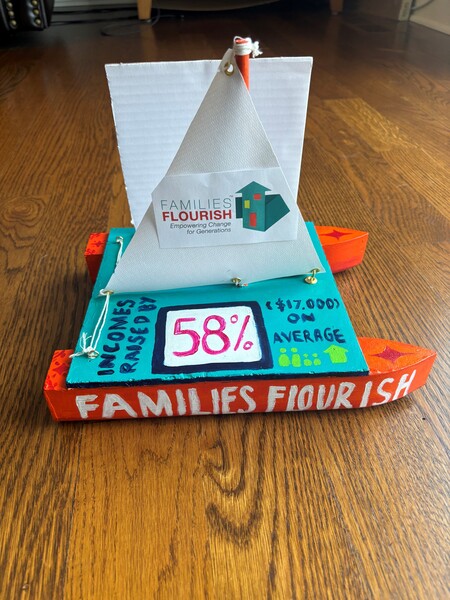 FAMILIES
FLOURISH
Empowering Change
for Generations
INCOMES
RAISED BY
58%
($17,000)
ON
AVERAGE
FAMILIES FLOURISH